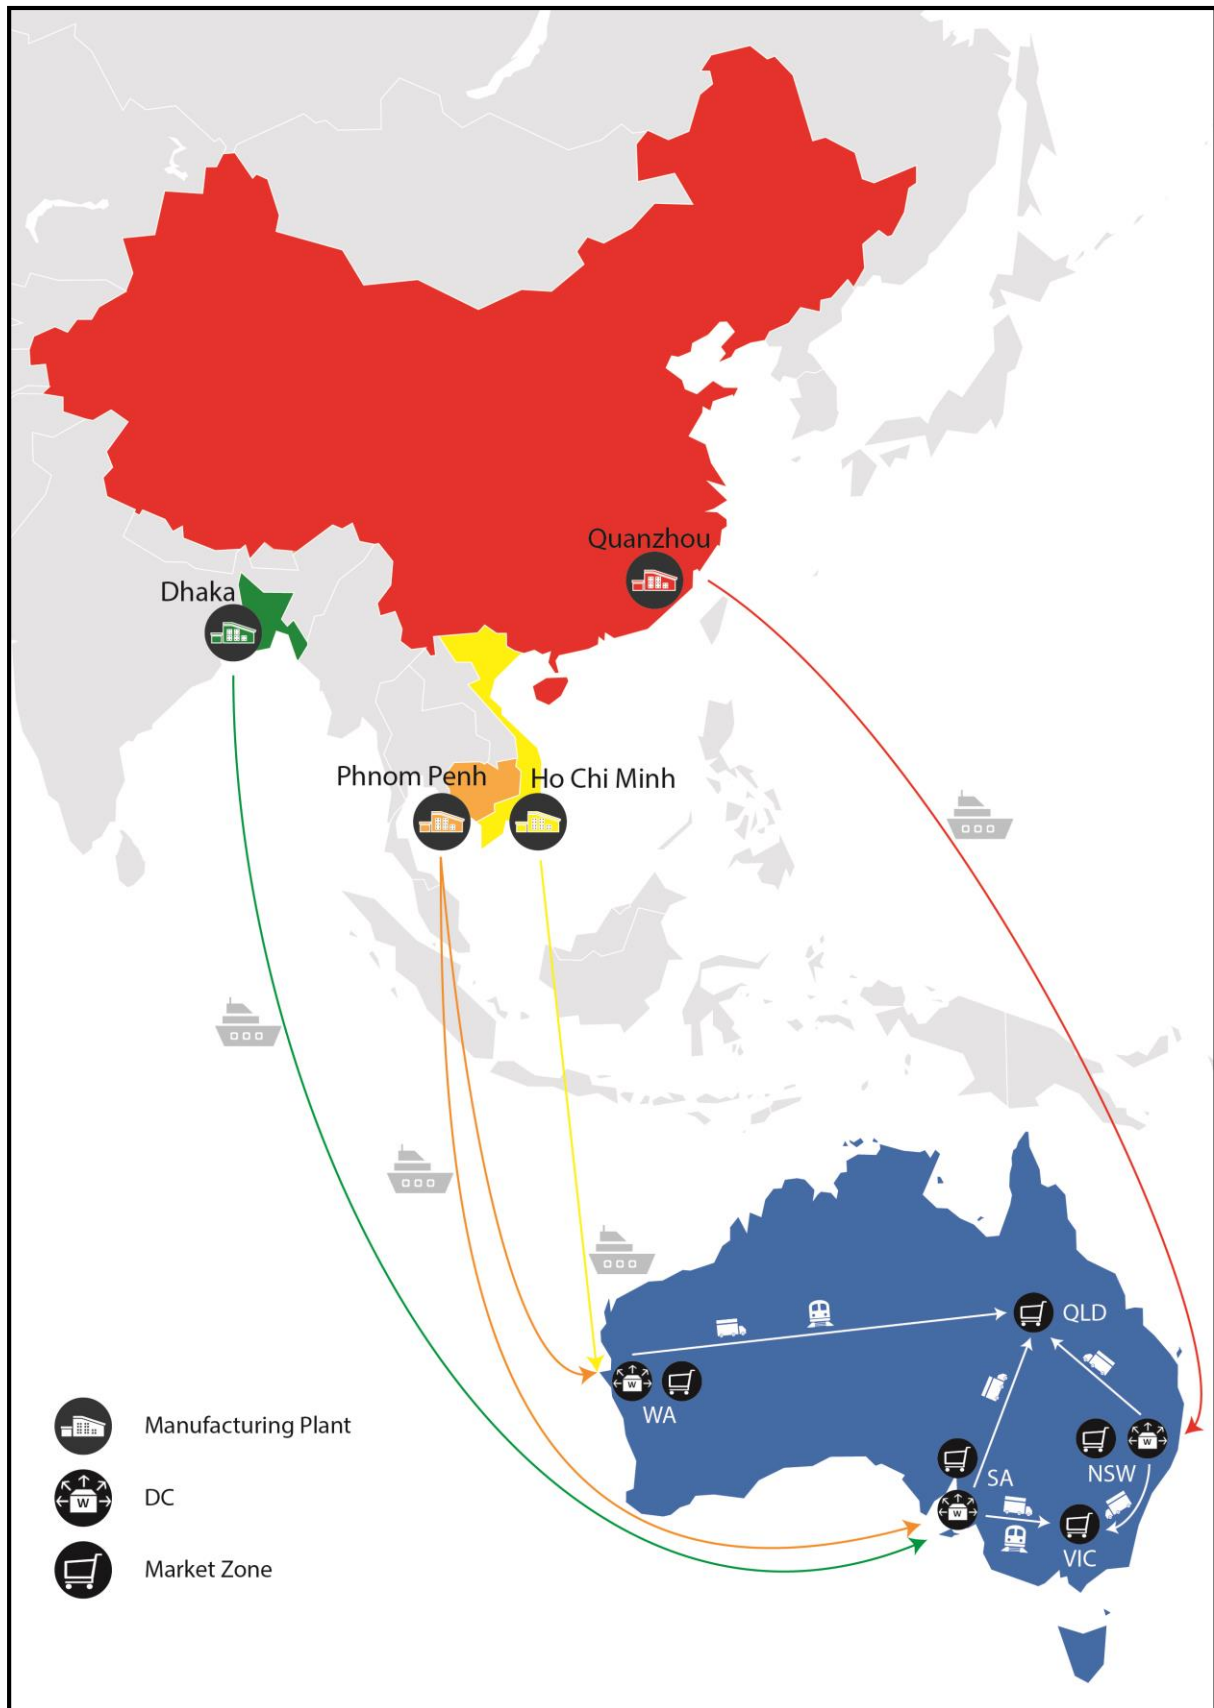 Quanzhou
Dhaka
Phnom Penh
Ho Chi Minh
QLD
W
WA
W
NSW
SA
W
VIC
Manufacturing Plant
W
DC
Market Zone